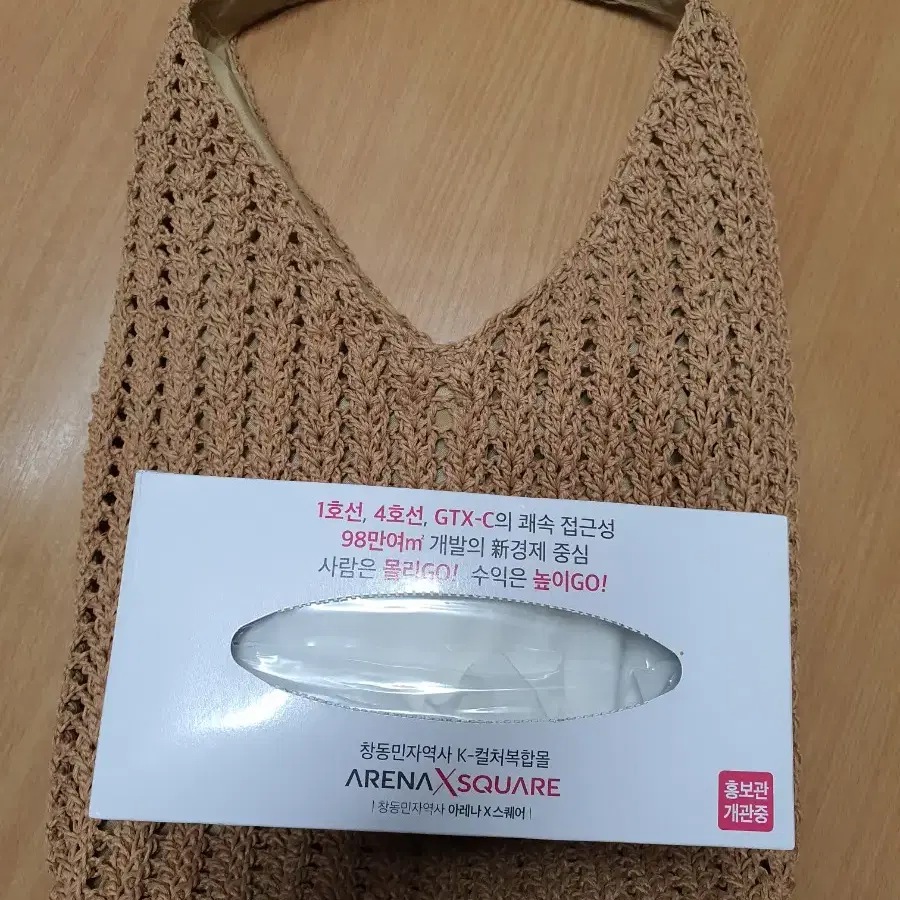 1호선, 4호선, GTX-C의 쾌속 접근성
98만여㎡ 개발의 新경제 중심
사람은 몰리GO! 수익은 높이GO!
창동민자역사 K-컬처복합몰
ARENA X SQUARE
| 창동민자역사 아레나 X 스퀘어 |
홍보관
개관중